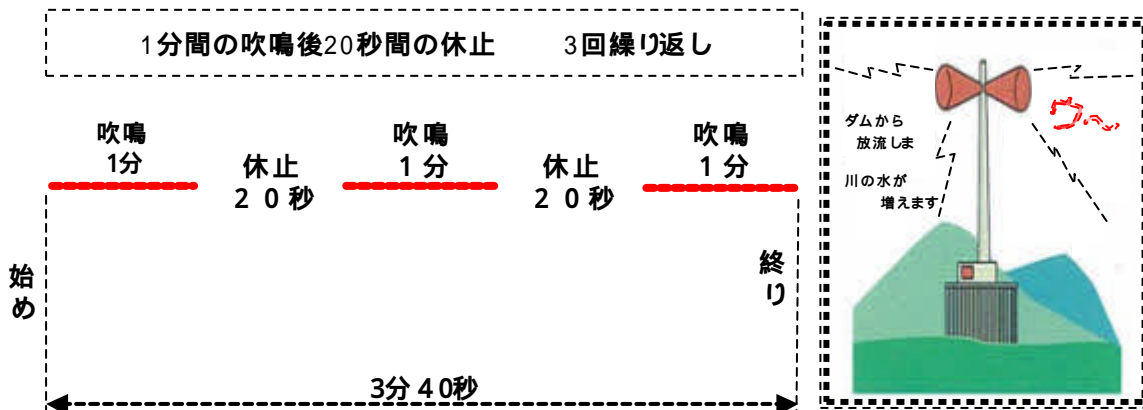 1分間の吹鳴後20秒間の休止　　3回繰り返し
吹鳴
1分
休止
20秒
吹鳴
1分
休止
20秒
吹鳴
1分
始め
終り
3分40秒
ダムから
放流しま
川の水が
増えます
ウ～